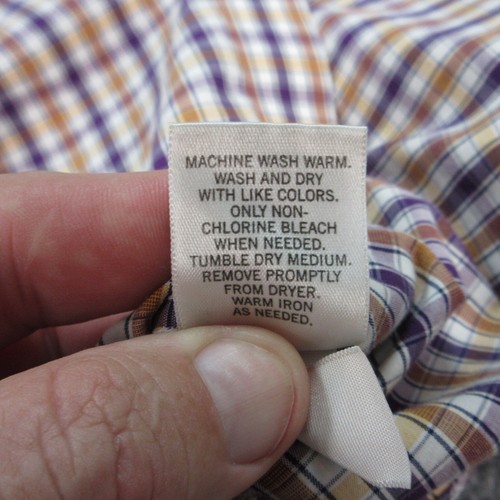 MACHINE WASH WARM.
WASH AND DRY
WITH LIKE COLORS.
ONLY NON-
CHLORINE BLEACH
WHEN NEEDED.
TUMBLE DRY MEDIUM.
REMOVE PROMPTLY
FROM DRYER.
WARM IRON
AS NEEDED.